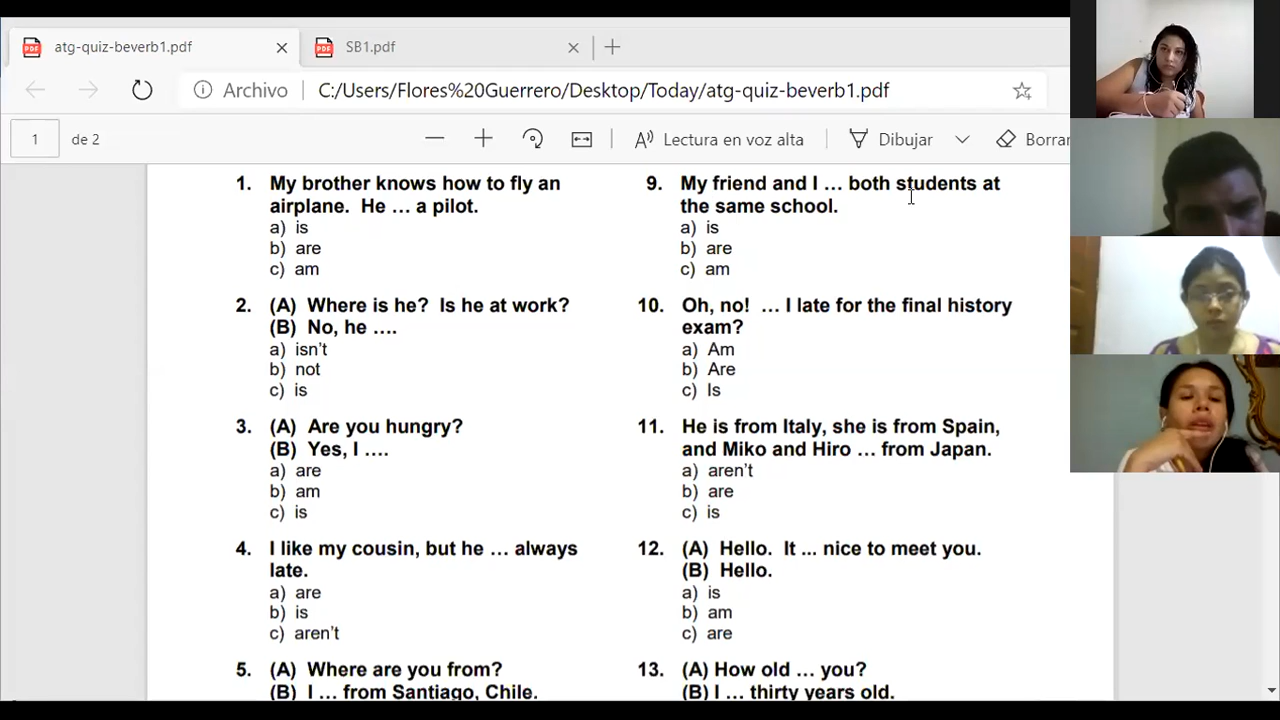 atg-quiz-beverb1.pdf
SB1.pdf
Archivo
C:/Users/Flores%20Guerrero/Desktop/Today/atg-quiz-beverb1.pdf
1
de 2
Lectura en voz alta
Dibujar
Borrar
1. My brother knows how to fly an
airplane. He … a pilot.
a) is
b) are
c) am
2. (A) Where is he? Is he at work?
(B) No, he ….
a) isn't
b) not
c) is
3. (A) Are you hungry?
(B) Yes, I ….
a) are
b) am
c) is
4. I like my cousin, but he … always
late.
a) are
b) is
c) aren't
5. (A) Where are you from?
(B) I … from Santiago, Chile.
9. My friend and I … both students at
the same school.
a) is
b) are
c) am
10. Oh, no! … I late for the final history
exam?
a) Am
b) Are
c) Is
11. He is from Italy, she is from Spain,
and Miko and Hiro … from Japan.
a) aren't
b) are
c) is
12. (A) Hello. It ... nice to meet you.
(B) Hello.
a) is
b) am
c) are
13. (A) How old … you?
(B) I … thirty years old.